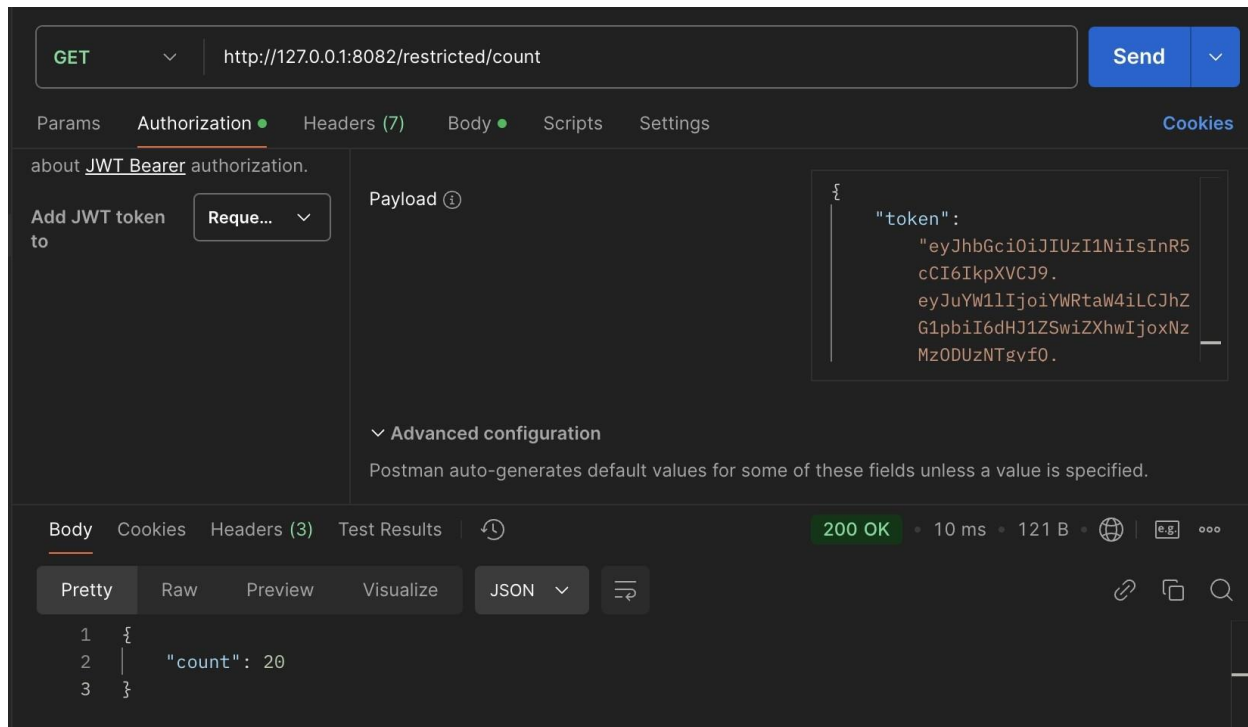 GET
http://127.0.0.1:8082/restricted/count
Send
Params Authorization Headers (7) Body Scripts Settings Cookies
about JWT Bearer authorization.
Add JWT token
to
Reque...
Payload
{
"token":
"eyJhbGciOiJIUzI1NiIsInR5
cCI6IkpXVCJ9.
eyJuYW1lIjoiYWRtaW4iLCJhZ
G1pbiI6dHJ1ZSwiZXhwIjoxNz
MzODUzNTgyfQ.
Advanced configuration
Postman auto-generates default values for some of these fields unless a value is specified.
Body Cookies Headers (3) Test Results
200 OK • 10 ms • 121 B •
e.g.
Pretty Raw Preview Visualize JSON
1 {
2 "count": 20
3 }